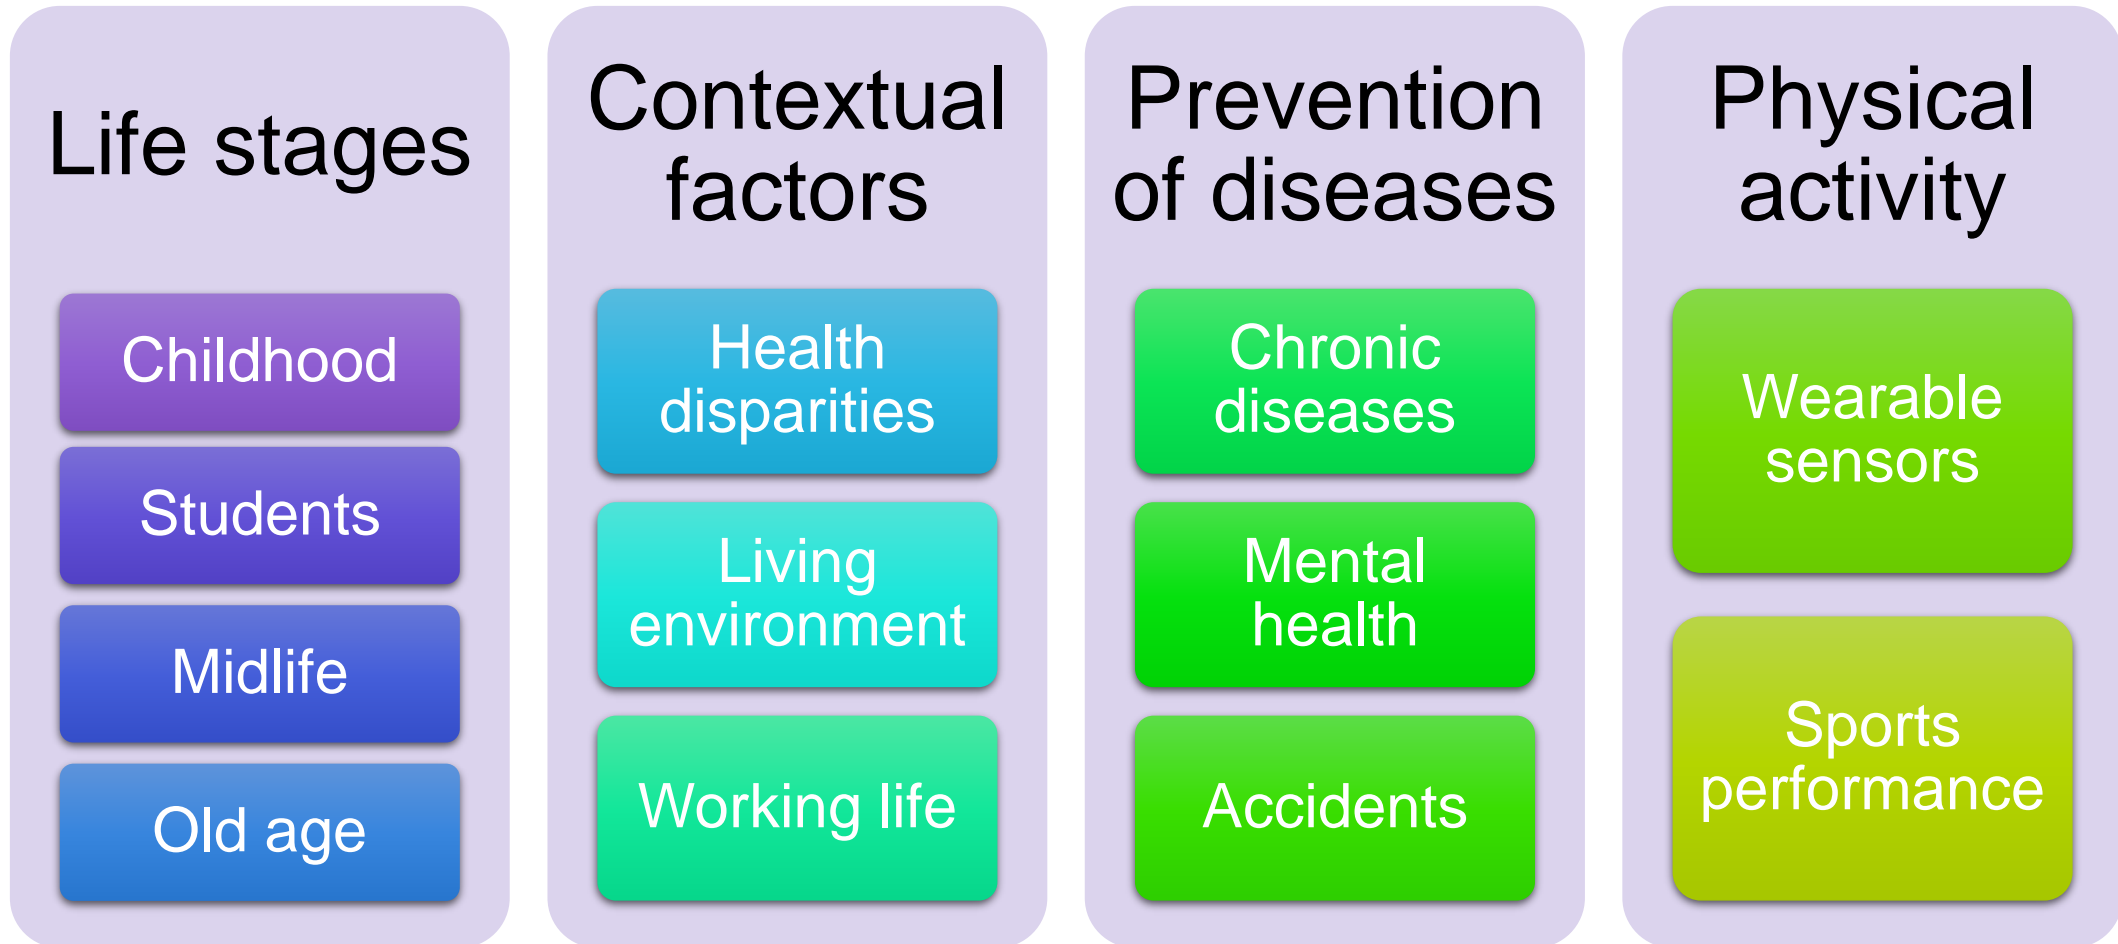 Life stages
Childhood
Students
Midlife
Old age
Contextual
factors
Health
disparities
Living
environment
Working life
Prevention
of diseases
Chronic
diseases
Mental
health
Accidents
Physical
activity
Wearable
sensors
Sports
performance